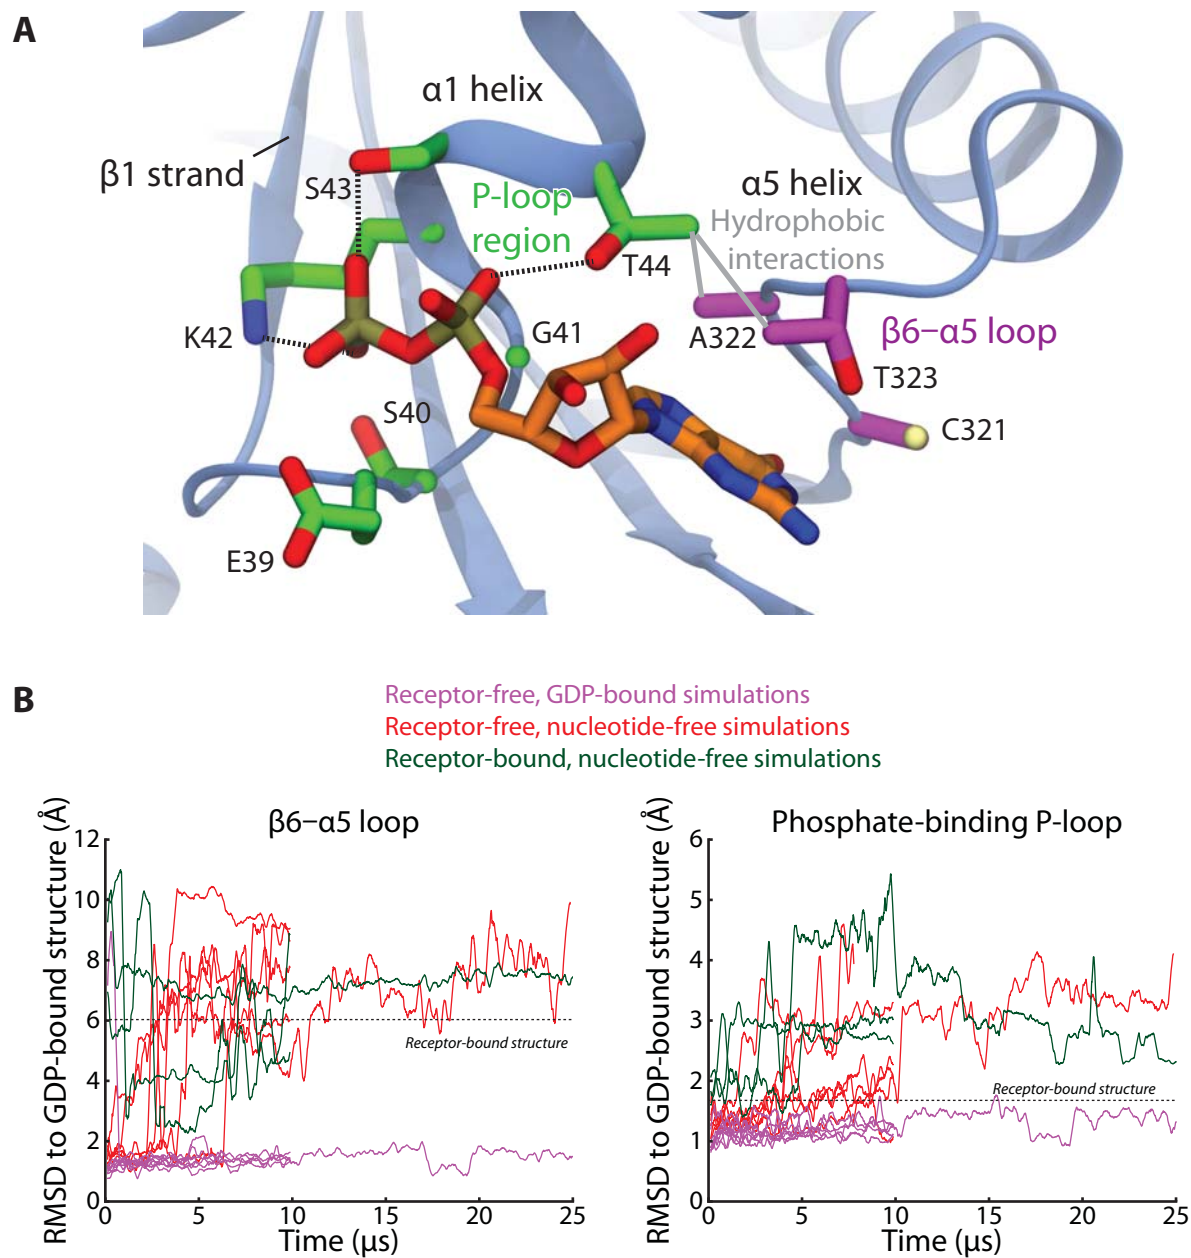 A
α1 helix
β1 strand
S43
P-loop
region
α5 helix
Hydrophobic
interactions
T44
K42
G41
A322
β6−α5 loop
T323
S40
C321
E39
B
Receptor-free, GDP-bound simulations
Receptor-free, nucleotide-free simulations
Receptor-bound, nucleotide-free simulations
β6−α5 loop
RMSD to GDP-bound structure (Å)
12
10
8
6
4
2
0
Receptor-bound structure
0 5 10 15 20 25
Time (μs)
Phosphate-binding P-loop
RMSD to GDP-bound structure (Å)
6
5
4
3
2
1
0
Receptor-bound structure
0 5 10 15 20 25
Time (μs)